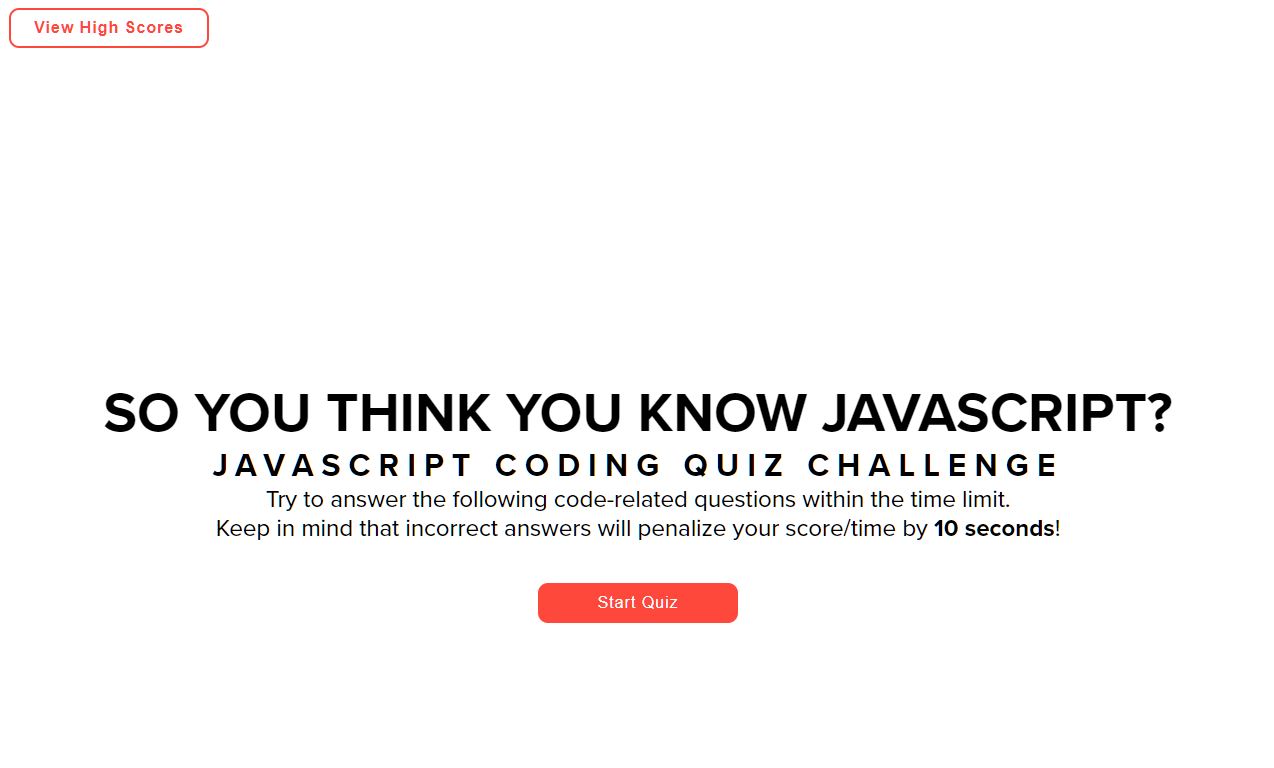 View High Scores
SO YOU THINK YOU KNOW JAVASCRIPT?
JAVASCRIPT CODING QUIZ CHALLENGE
Try to answer the following code-related questions within the time limit.
Keep in mind that incorrect answers will penalize your score/time by 10 seconds!
Start Quiz